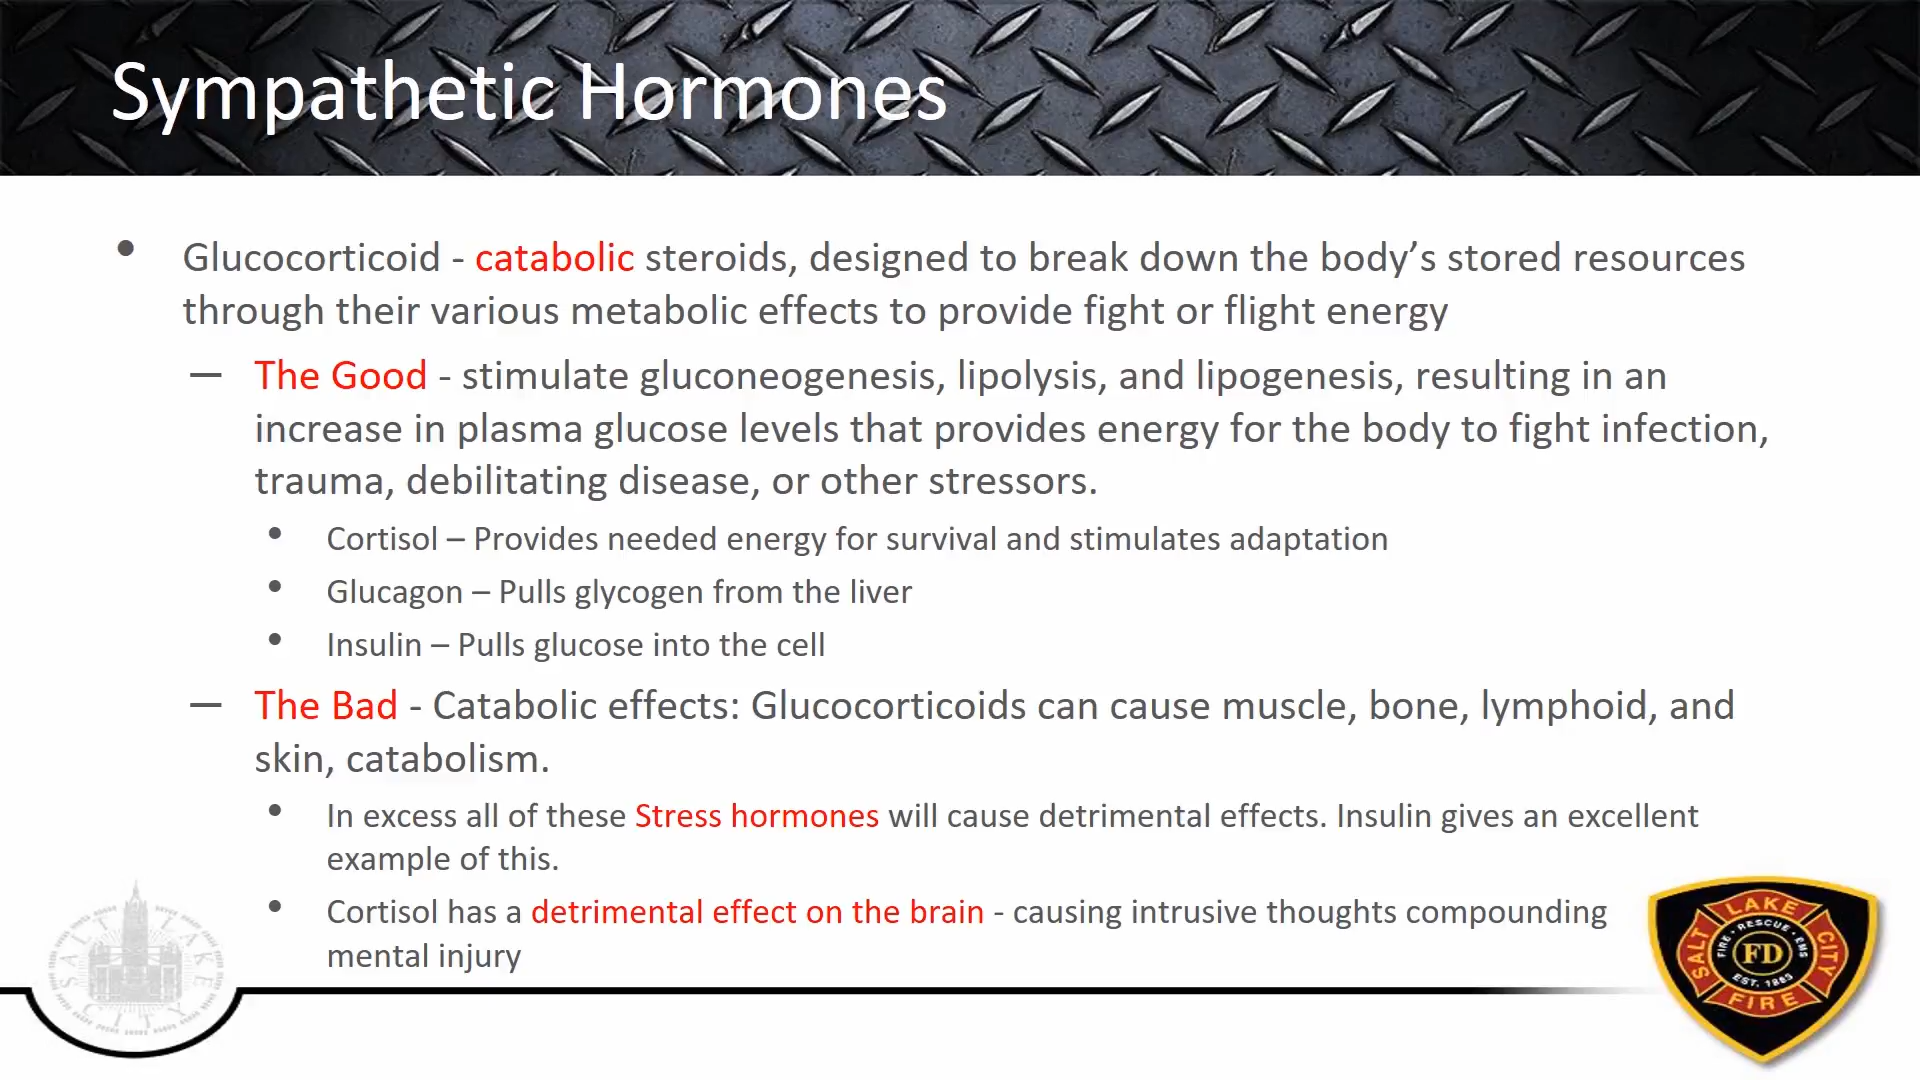 Sympathetic Hormones
• Glucocorticoid - catabolic steroids, designed to break down the body’s stored resources
through their various metabolic effects to provide fight or flight energy
— The Good - stimulate gluconeogenesis, lipolysis, and lipogenesis, resulting in an
increase in plasma glucose levels that provides energy for the body to fight infection,
trauma, debilitating disease, or other stressors.
• Cortisol – Provides needed energy for survival and stimulates adaptation
• Glucagon – Pulls glycogen from the liver
• Insulin – Pulls glucose into the cell
— The Bad - Catabolic effects: Glucocorticoids can cause muscle, bone, lymphoid, and
skin, catabolism.
• In excess all of these Stress hormones will cause detrimental effects. Insulin gives an excellent
example of this.
• Cortisol has a detrimental effect on the brain - causing intrusive thoughts compounding
mental injury
SALT LAKE CITY
SALT LAKE CITY FIRE
FIRE • RESCUE • EMS
FD
EST. 1883